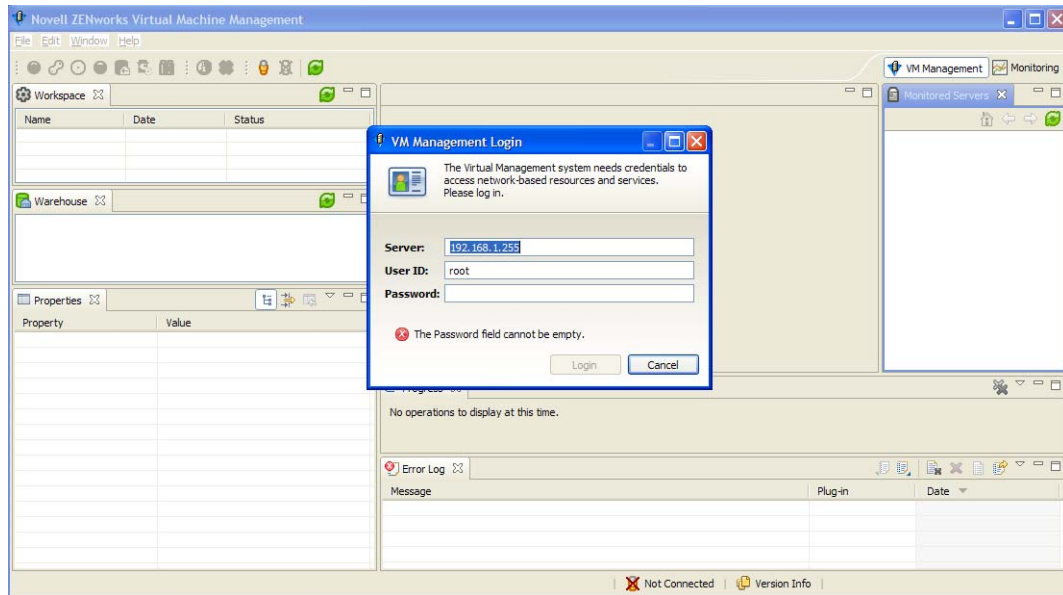 Novell ZENworks Virtual Machine Management
File Edit Window Help
VM Management Monitoring
Workspace
Name Date Status
Warehouse
Properties
Property Value
Monitored Servers
VM Management Login
The Virtual Management system needs credentials to
access network-based resources and services.
Please log in.
Server: 192.168.1.255
User ID: root
Password:
The Password field cannot be empty.
Login Cancel
Progress
No operations to display at this time.
Error Log
Message Plug-in Date
Not Connected Version Info